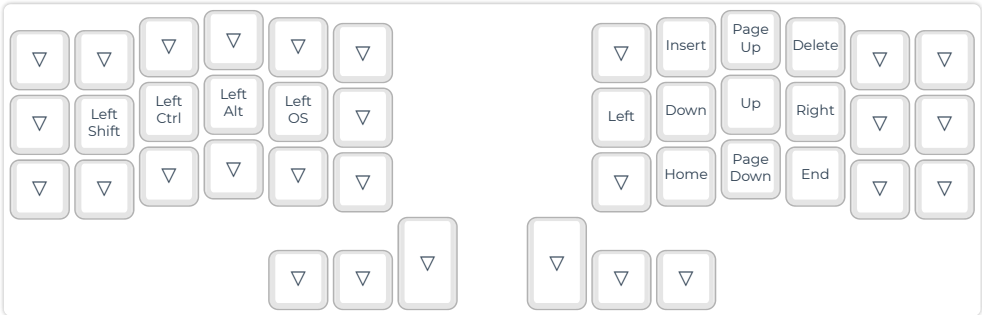 Insert
Page
Up
Delete
Left
Shift
Left
Ctrl
Left
Alt
Left
OS
Left
Down
Up
Right
Home
Page
Down
End